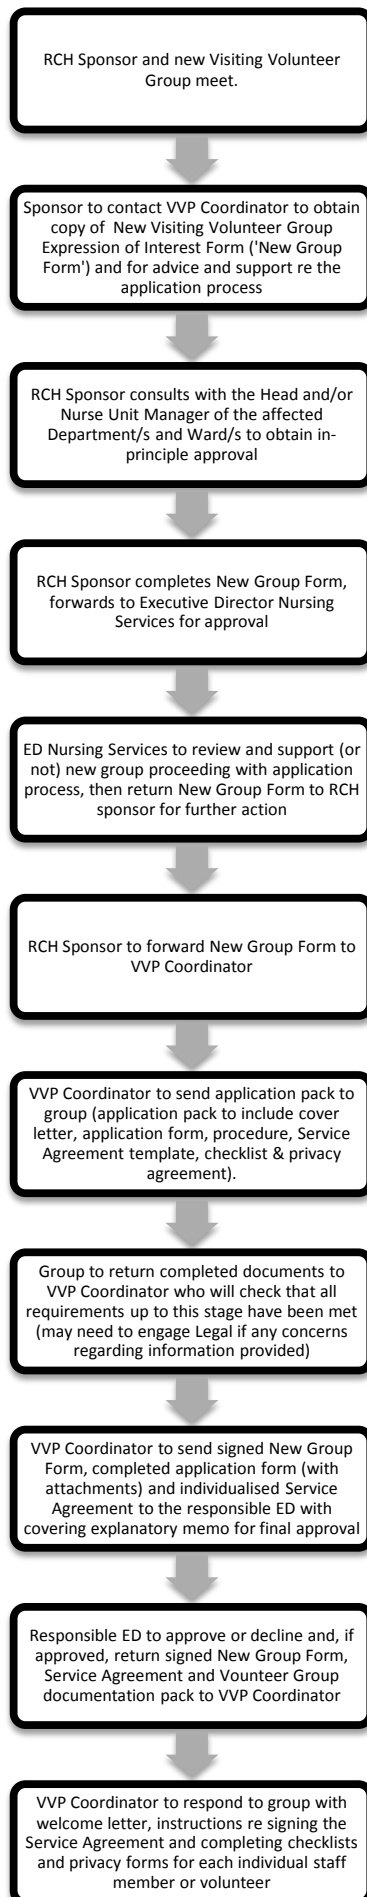 RCH Sponsor and new Visiting Volunteer
Group meet.
Sponsor to contact VVP Coordinator to obtain
copy of New Visiting Volunteer Group
Expression of Interest Form ('New Group
Form') and for advice and support re the
application process
RCH Sponsor consults with the Head and/or
Nurse Unit Manager of the affected
Department/s and Ward/s to obtain in-
principle approval
RCH Sponsor completes New Group Form,
forwards to Executive Director Nursing
Services for approval
ED Nursing Services to review and support (or
not) new group proceeding with application
process, then return New Group Form to RCH
sponsor for further action
RCH Sponsor to forward New Group Form to
VVP Coordinator
VVP Coordinator to send application pack to
group (application pack to include cover
letter, application form, procedure, Service
Agreement template, checklist & privacy
agreement).
Group to return completed documents to
VVP Coordinator who will check that all
requirements up to this stage have been met
(may need to engage Legal if any concerns
regarding information provided)
VVP Coordinator to send signed New Group
Form, completed application form (with
attachments) and individualised Service
Agreement to the responsible ED with
covering explanatory memo for final approval
Responsible ED to approve or decline and, if
approved, return signed New Group Form,
Service Agreement and Vounteer Group
documentation pack to VVP Coordinator
VVP Coordinator to respond to group with
welcome letter, instructions re signing the
Service Agreement and completing checklists
and privacy forms for each individual staff
member or volunteer